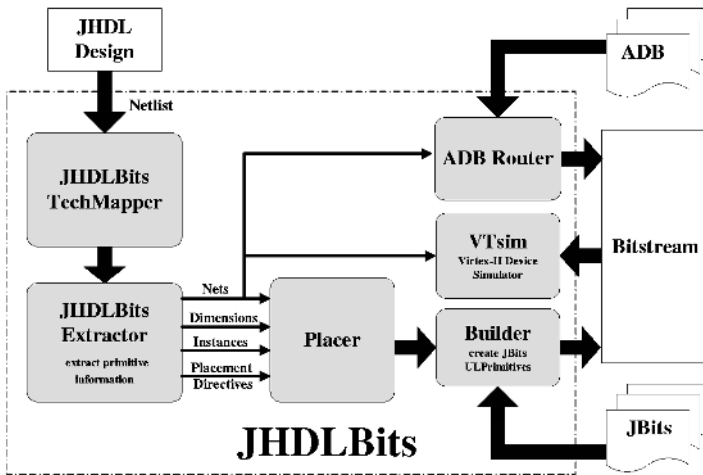 JHDL
Design
ADB
Netlist
JHDLBits
TechMapper
ADB Router
VTsim
Virtex-II Device
Simulator
Bitstream
JHDLBits
Extractor
extract primitive
information
Nets
Dimensions
Instances
Placement
Directives
Placer
Builder
create JBits
ULPrimitives
JHDLBits
JBits